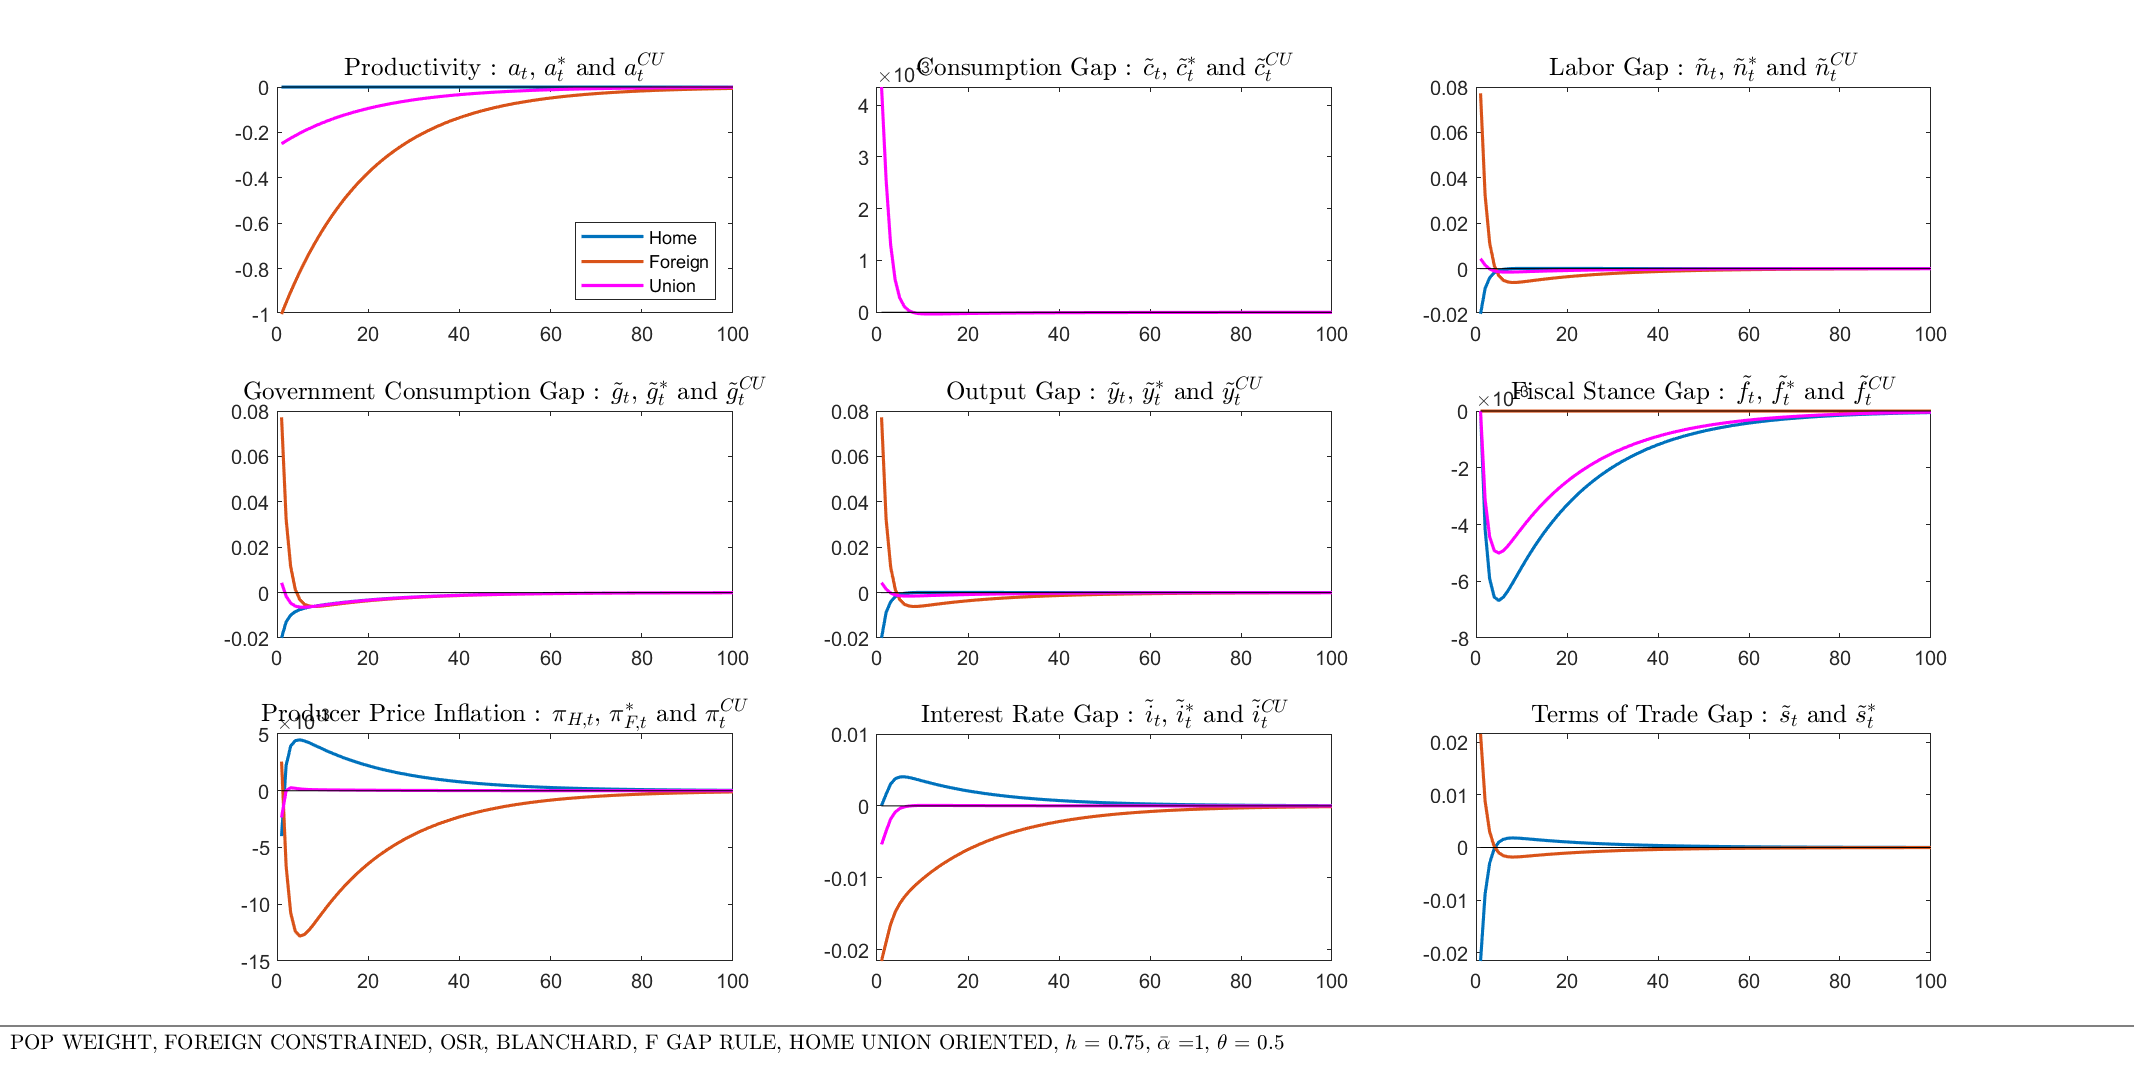 Productivity : a_t, a_t^* and a_t^{CU}
0
-0.2
-0.4
-0.6
-0.8
-1
0 20 40 60 80 100
Home
Foreign
Union
Consumption Gap : c̃_t, c̃_t^* and c̃_t^{CU}
4
3
2
1
0
0 20 40 60 80 100
Labor Gap : ñ_t, ñ_t^* and ñ_t^{CU}
0.08
0.06
0.04
0.02
0
-0.02
0 20 40 60 80 100
Government Consumption Gap : g̃_t, g̃_t^* and g̃_t^{CU}
0.08
0.06
0.04
0.02
0
-0.02
0 20 40 60 80 100
Output Gap : ỹ_t, ỹ_t^* and ỹ_t^{CU}
0.08
0.06
0.04
0.02
0
-0.02
0 20 40 60 80 100
Fiscal Stance Gap : f̃_t, f̃_t^* and f̃_t^{CU}
0
-2
-4
-6
-8
0 20 40 60 80 100
Producer Price Inflation : π_{H,t}, π_{F,t}^* and π_t^{CU}
5
0
-5
-10
-15
0 20 40 60 80 100
Interest Rate Gap : ĩ_t, ĩ_t^* and ĩ_t^{CU}
0.01
0
-0.01
-0.02
0 20 40 60 80 100
Terms of Trade Gap : s̃_t and s̃_t^*
0.02
0.01
0
-0.01
-0.02
0 20 40 60 80 100
POP WEIGHT, FOREIGN CONSTRAINED, OSR, BLANCHARD, F GAP RULE, HOME UNION ORIENTED, h = 0.75, ᾱ =1, θ = 0.5